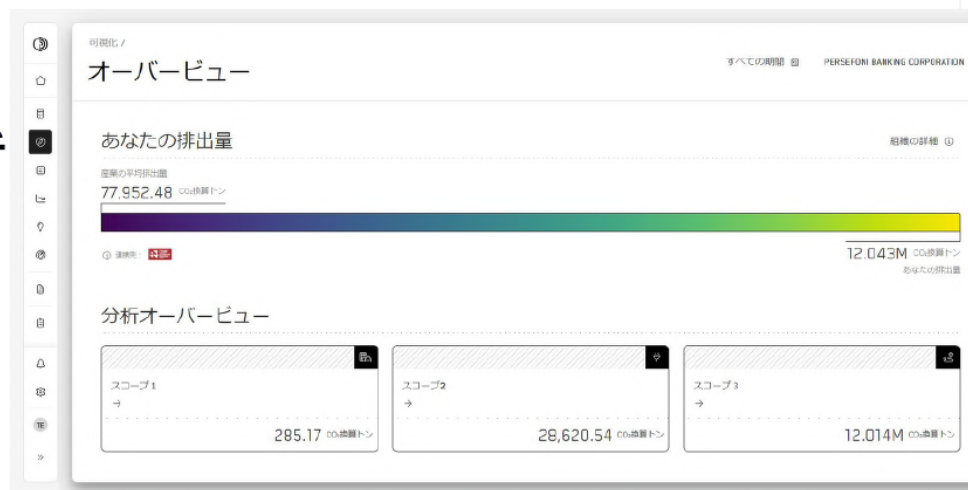 可視化 /
オーバービュー
すべての期間
PERSEFONI BANKING CORPORATION
あなたの排出量
組織の詳細
産業の平均排出量
77,952.48 CO₂換算トン
12.043M CO₂換算トン
あなたの排出量
分析オーバービュー
スコープ1
→
285.17 CO₂換算トン
スコープ2
→
28,620.54 CO₂換算トン
スコープ3
→
12.014M CO₂換算トン
TE
»